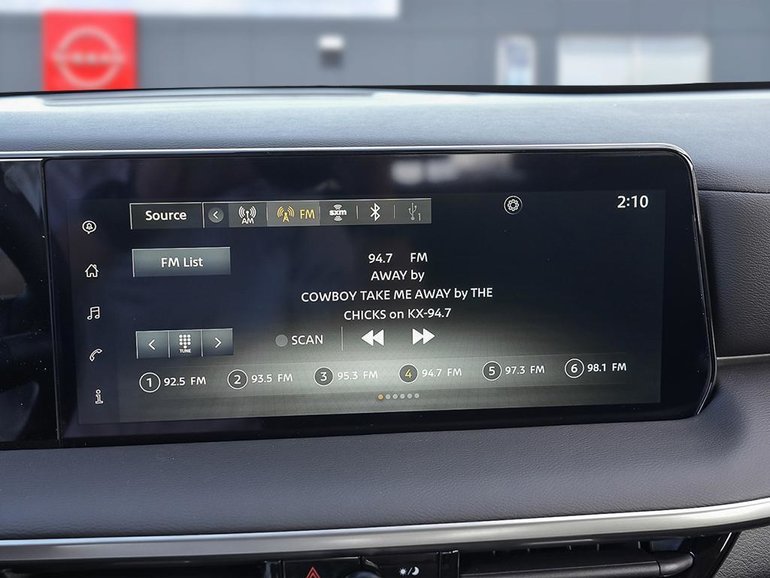 NISSAN
2:10
Source
AM
FM
sxm
1
FM List
94.7 FM
AWAY by
COWBOY TAKE ME AWAY by THE
CHICKS on KX-94.7
TUNE
SCAN
1 92.5 FM
2 93.5 FM
3 95.3 FM
4 94.7 FM
5 97.3 FM
6 98.1 FM